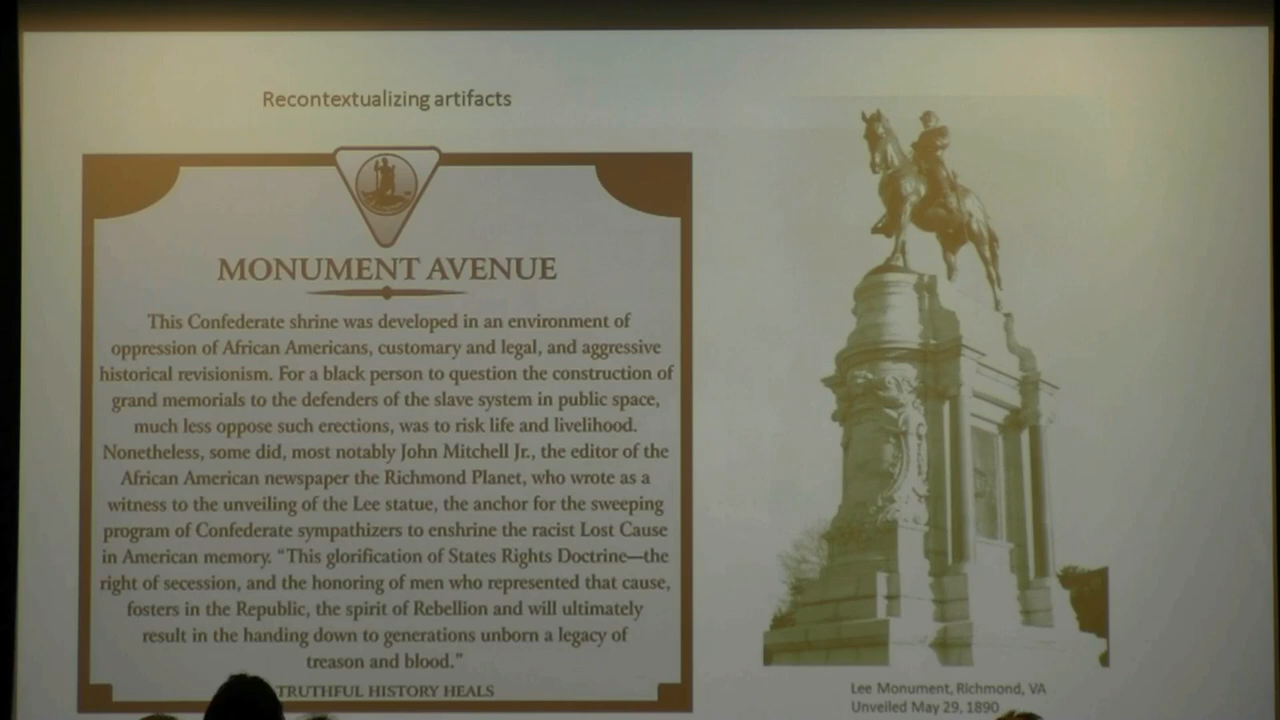 Recontextualizing artifacts
MONUMENT AVENUE
This Confederate shrine was developed in an environment of
oppression of African Americans, customary and legal, and aggressive
historical revisionism. For a black person to question the construction of
grand memorials to the defenders of the slave system in public space,
much less oppose such erections, was to risk life and livelihood.
Nonetheless, some did, most notably John Mitchell Jr., the editor of the
African American newspaper the Richmond Planet, who wrote as a
witness to the unveiling of the Lee statue, the anchor for the sweeping
program of Confederate sympathizers to enshrine the racist Lost Cause
in American memory. “This glorification of States Rights Doctrine—the
right of secession, and the honoring of men who represented that cause,
fosters in the Republic, the spirit of Rebellion and will ultimately
result in the handing down to generations unborn a legacy of
treason and blood.”
TRUTHFUL HISTORY HEALS
Lee Monument, Richmond, VA
Unveiled May 29, 1890